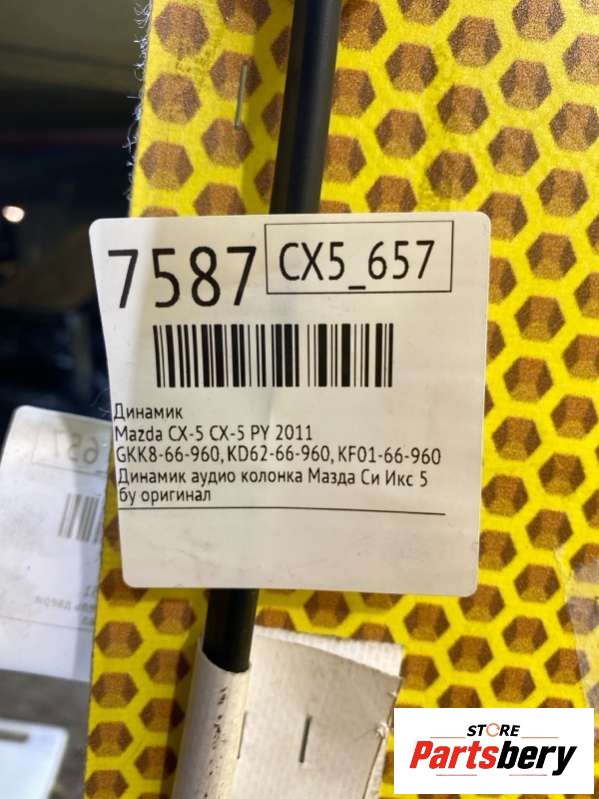 7587 CX5_657
Динамик
Mazda CX-5 CX-5 PY 2011
GKK8-66-960, KD62-66-960, KF01-66-960
Динамик аудио колонка Мазда Си Икс 5
бу оригинал
STORE
Partsbery